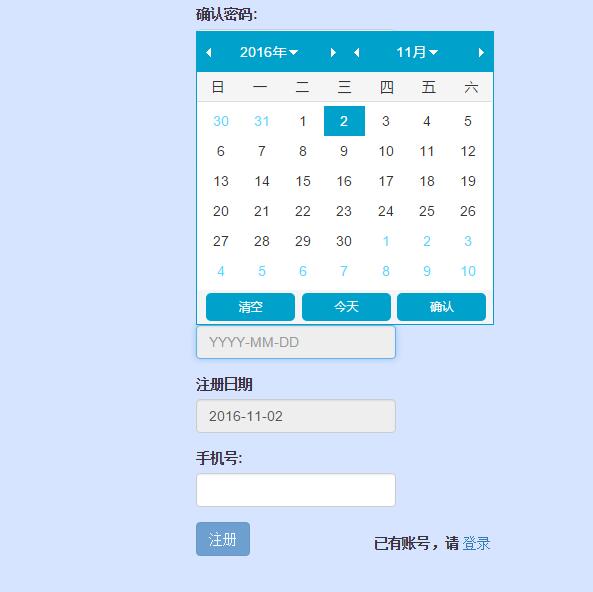 确认密码:
2016年 11月
日 一 二 三 四 五 六
30 31 1 2 3 4 5
6 7 8 9 10 11 12
13 14 15 16 17 18 19
20 21 22 23 24 25 26
27 28 29 30 1 2 3
4 5 6 7 8 9 10
清空 今天 确认
YYYY-MM-DD
注册日期
2016-11-02
手机号:
注册 已有账号，请 登录